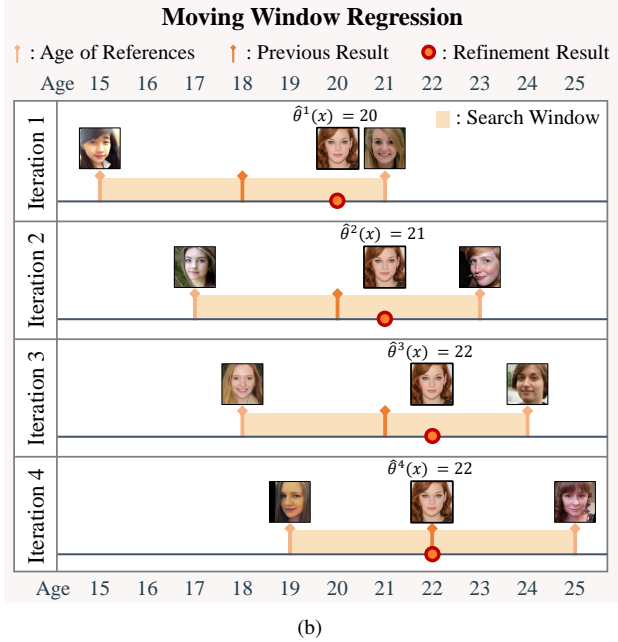 Moving Window Regression
: Age of References : Previous Result : Refinement Result
Age 15 16 17 18 19 20 21 22 23 24 25
Iteration 1
θ̂¹(x) = 20
: Search Window
Iteration 2
θ̂²(x) = 21
Iteration 3
θ̂³(x) = 22
Iteration 4
θ̂⁴(x) = 22
Age 15 16 17 18 19 20 21 22 23 24 25
(b)